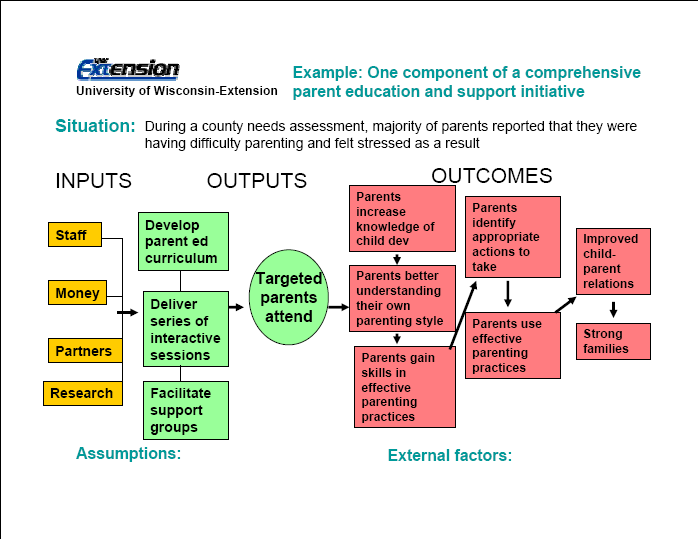 Extension
University of Wisconsin-Extension
Example: One component of a comprehensive
parent education and support initiative
Situation: During a county needs assessment, majority of parents reported that they were
having difficulty parenting and felt stressed as a result
INPUTS
OUTPUTS
OUTCOMES
Staff
Money
Partners
Research
Develop
parent ed
curriculum
Deliver
series of
interactive
sessions
Facilitate
support
groups
Targeted
parents
attend
Parents
increase
knowledge of
child dev
Parents better
understanding
their own
parenting style
Parents gain
skills in
effective
parenting
practices
Parents
identify
appropriate
actions to
take
Parents use
effective
parenting
practices
Improved
child-
parent
relations
Strong
families
Assumptions:
External factors: